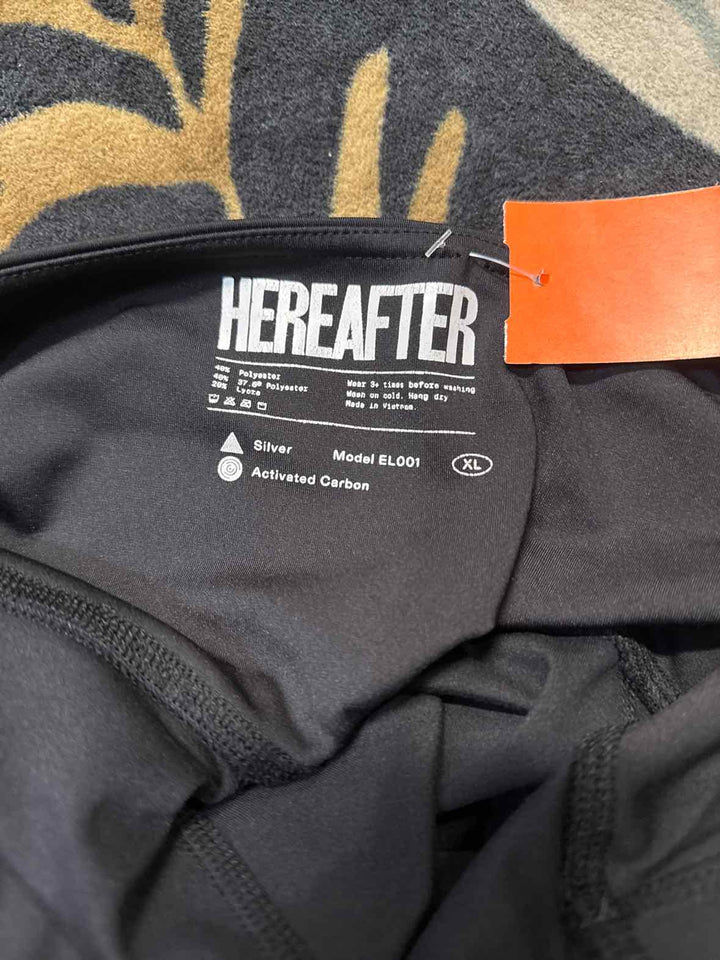 HEREAFTER
40% Polyester
40% 37.5® Polyester
20% Lycra
Wear 3+ times before washing
Wash on cold. Hang dry
Made in Vietnam.
Silver
Model EL001
XL
Activated Carbon